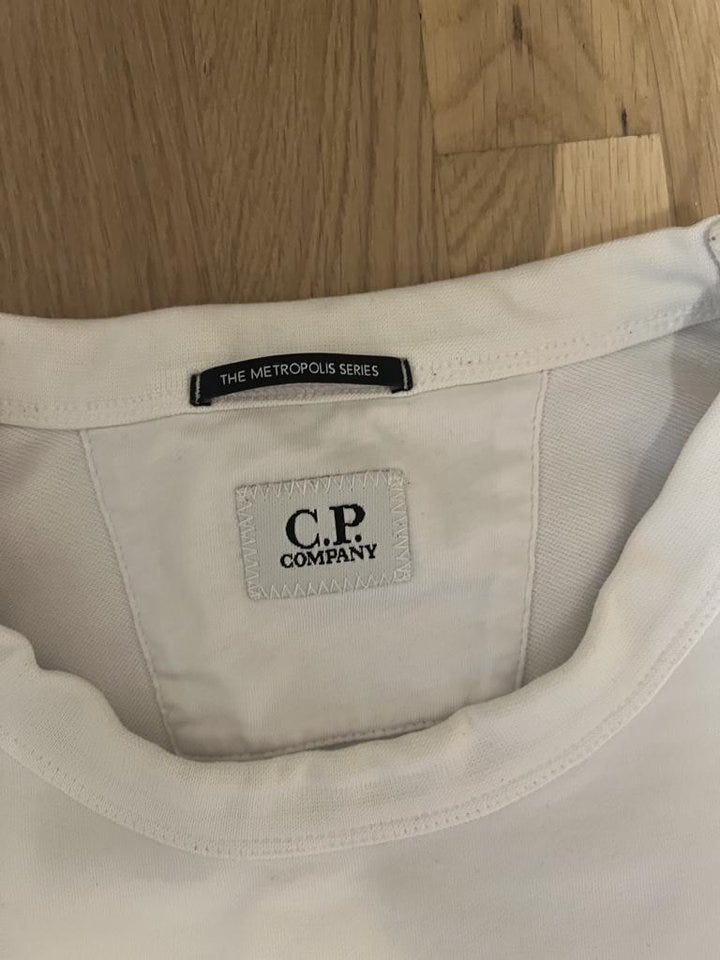 THE METROPOLIS SERIES
C.P.
COMPANY